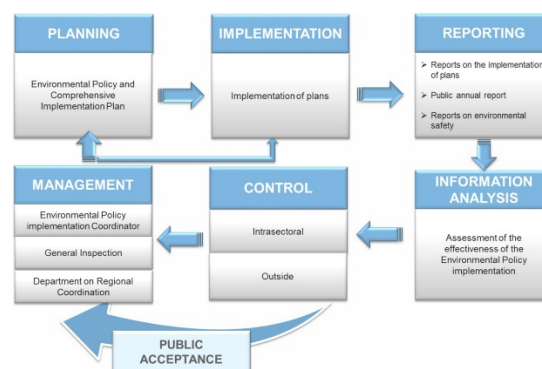 PLANNING
Environmental Policy and
Comprehensive
Implementation Plan
IMPLEMENTATION
Implementation of plans
REPORTING
Reports on the implementation
of plans
Public annual report
Reports on environmental
safety
MANAGEMENT
Environmental Policy
implementation Coordinator
General Inspection
Department on Regional
Coordination
CONTROL
Intrasectoral
Outside
INFORMATION
ANALYSIS
Assessment of the
effectiveness of the
Environmental Policy
implementation
PUBLIC
ACCEPTANCE